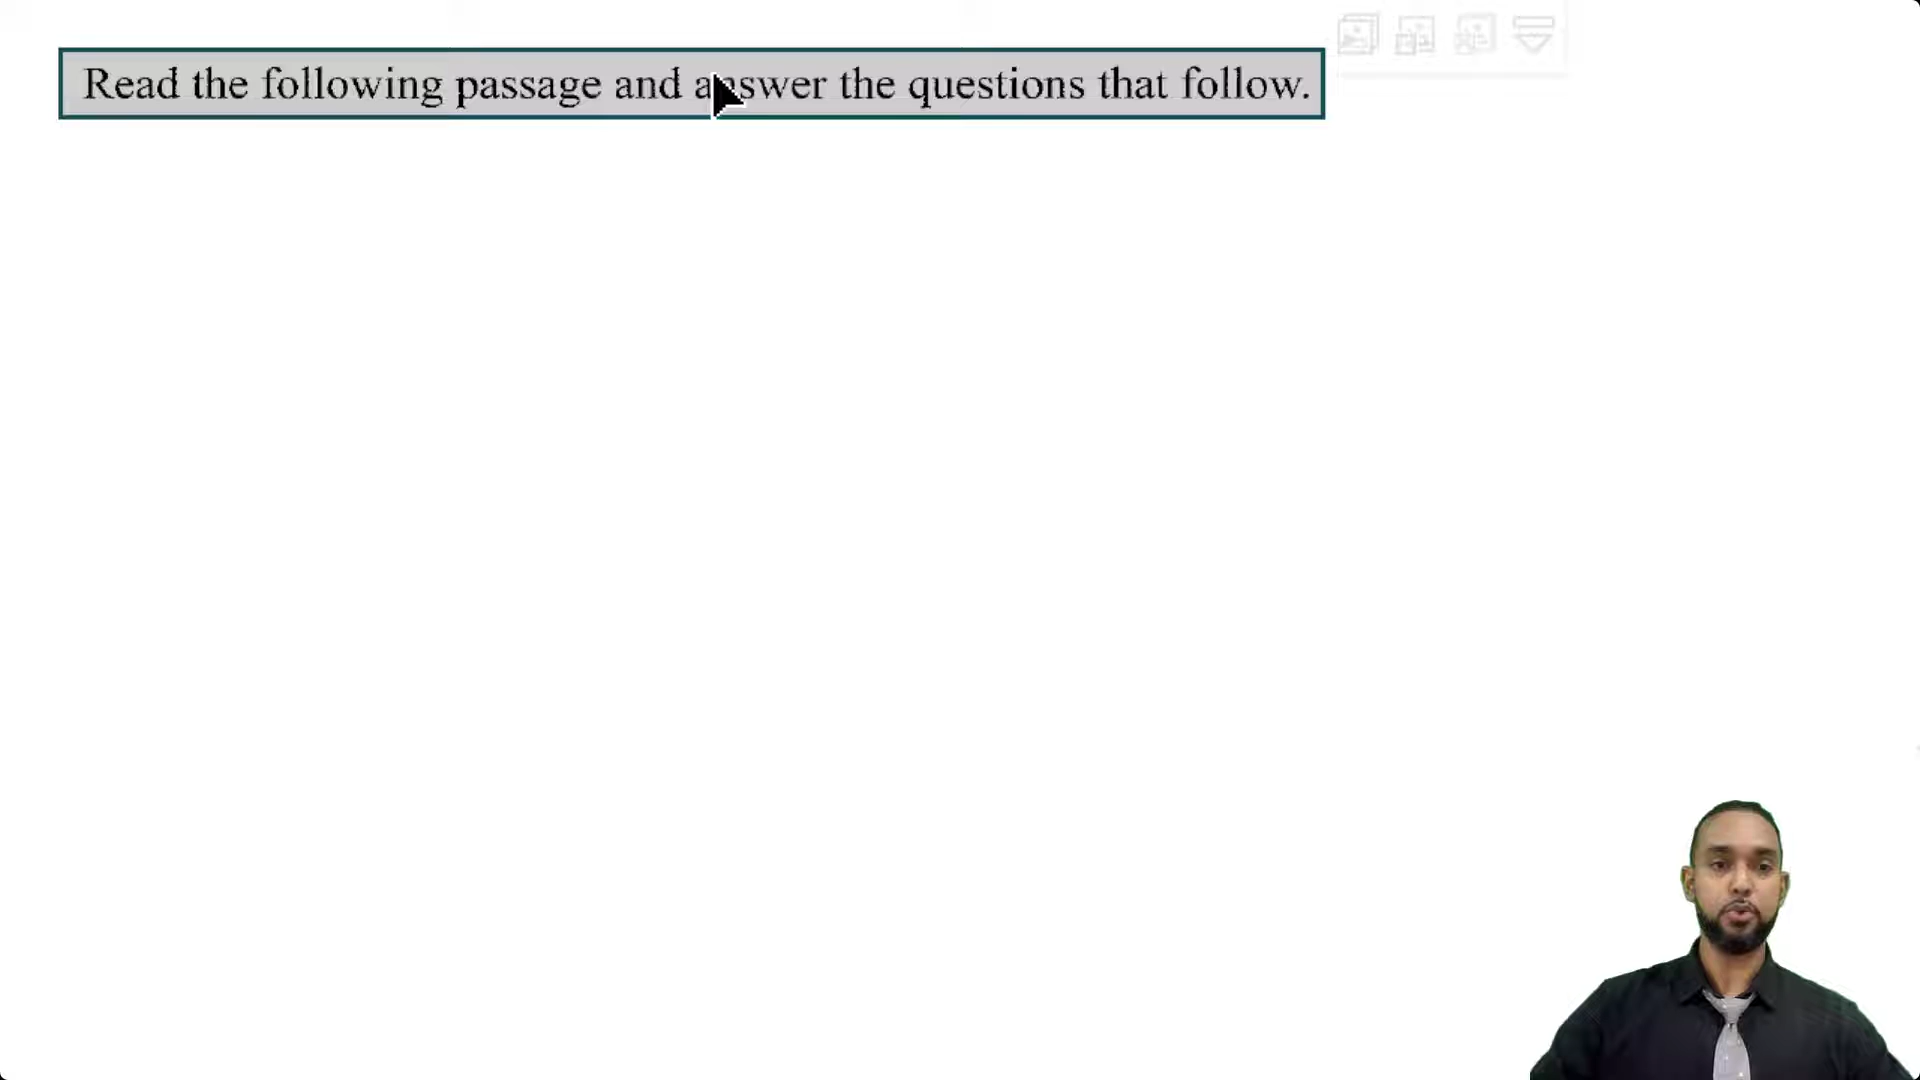 Read the following passage and answer the questions that follow.